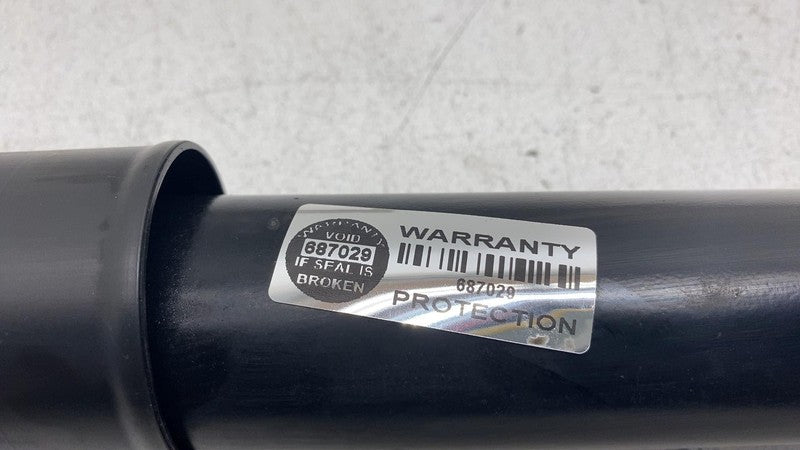 WARRANTY
VOID
687029
IF SEAL IS
BROKEN
WARRANTY
687029
PROTECTION